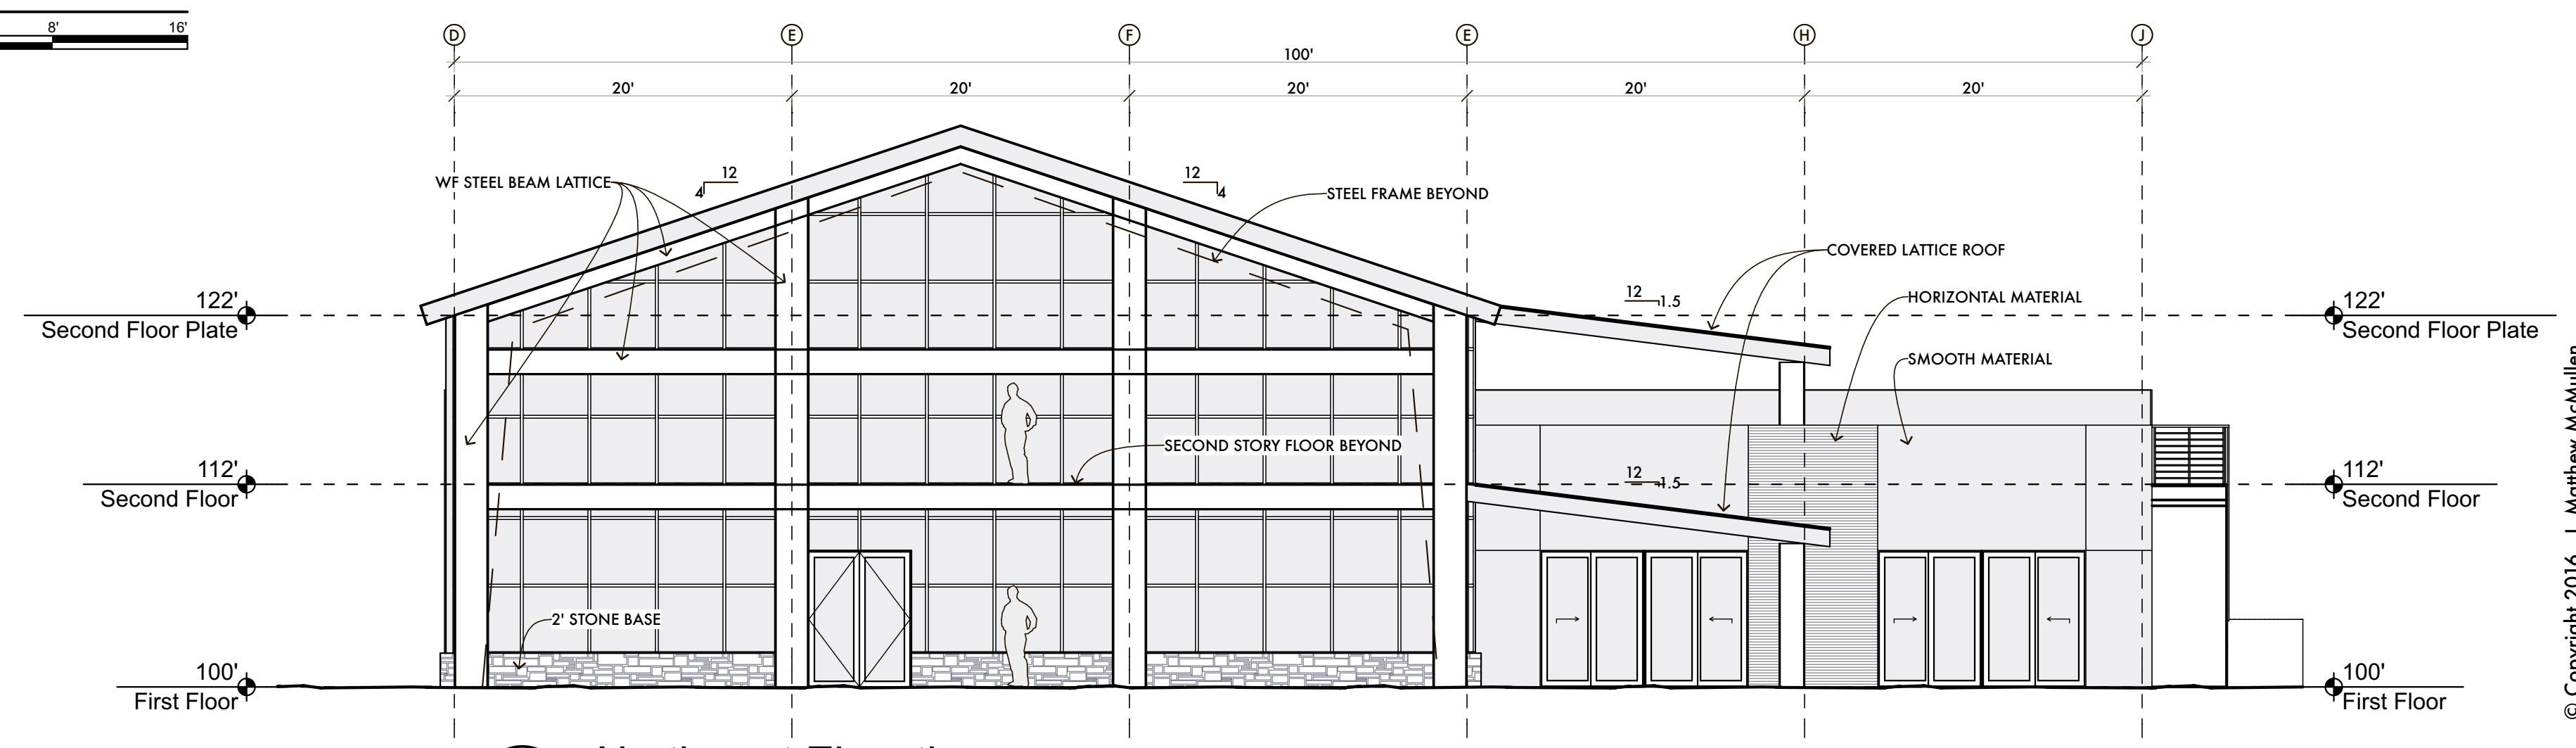 8' 16'
D E F E H J
100'
20' 20' 20' 20' 20'
WF STEEL BEAM LATTICE
12
4
12
4
STEEL FRAME BEYOND
COVERED LATTICE ROOF
12
1.5
HORIZONTAL MATERIAL
SMOOTH MATERIAL
122'
Second Floor Plate
122'
Second Floor Plate
SECOND STORY FLOOR BEYOND
12
1.5
112'
Second Floor
112'
Second Floor
2' STONE BASE
100'
First Floor
100'
First Floor
© Copyright 2016 Matthew McMullen